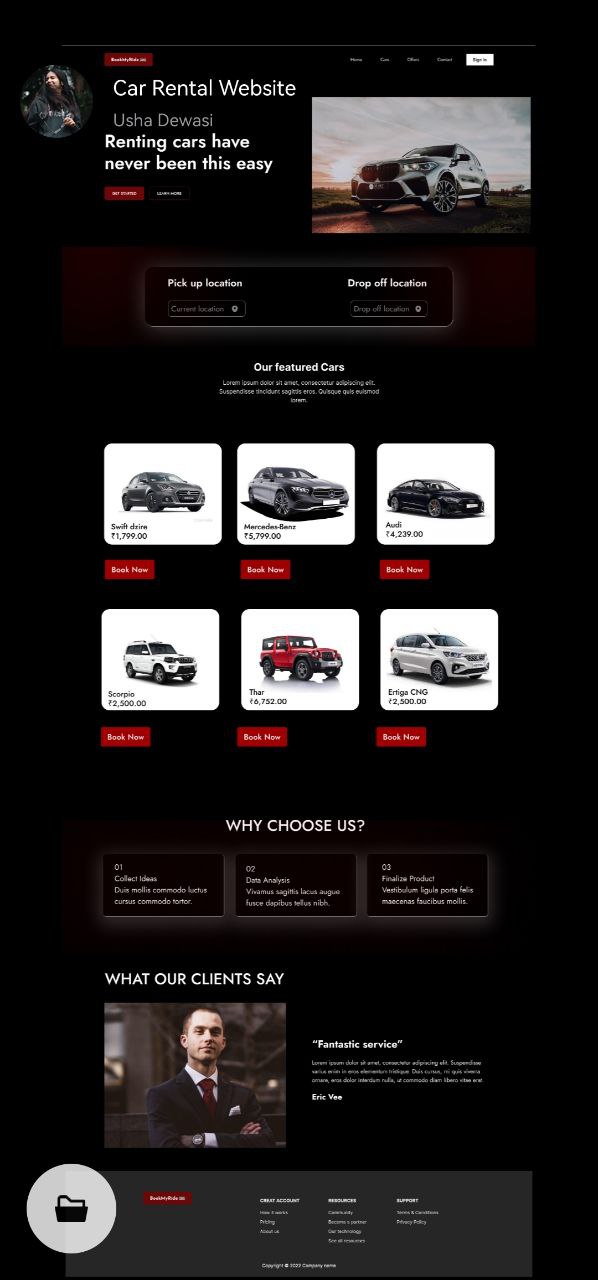 BookMyRide
Home Cars Offers Contact Sign in
Car Rental Website
Usha Dewasi
Renting cars have
never been this easy
GET STARTED LEARN MORE
Pick up location Drop off location
Current location Drop off location
Our featured Cars
Lorem ipsum dolor sit amet, consectetur adipiscing elit.
Suspendisse tincidunt sagittis eros. Quisque quis euismod
lorem.
Swift dzire
₹1,799.00
Mercedes-Benz
₹5,799.00
Audi
₹4,239.00
Book Now Book Now Book Now
Scorpio
₹2,500.00
Thar
₹6,752.00
Ertiga CNG
₹2,500.00
Book Now Book Now Book Now
WHY CHOOSE US?
01
Collect Ideas
Duis mollis commodo luctus
cursus commodo tortor.
02
Data Analysis
Vivamus sagittis lacus augue
fusce dapibus tellus nibh.
03
Finalize Product
Vestibulum ligula porta felis
maecenas faucibus mollis.
WHAT OUR CLIENTS SAY
“Fantastic service”
Lorem ipsum dolor sit amet, consectetur adipiscing elit. Suspendisse
varius enim in eros elementum tristique. Duis cursus, mi quis viverra
ornare, eros dolor interdum nulla, ut commodo diam libero vitae erat.
Eric Vee
BookMyRide
CREAT ACCOUNT
How it works
Pricing
About us
RESOURCES
Community
Become a partner
Our technology
See all resources
SUPPORT
Terms & Conditions
Privacy Policy
Copyright © 2022 Company name